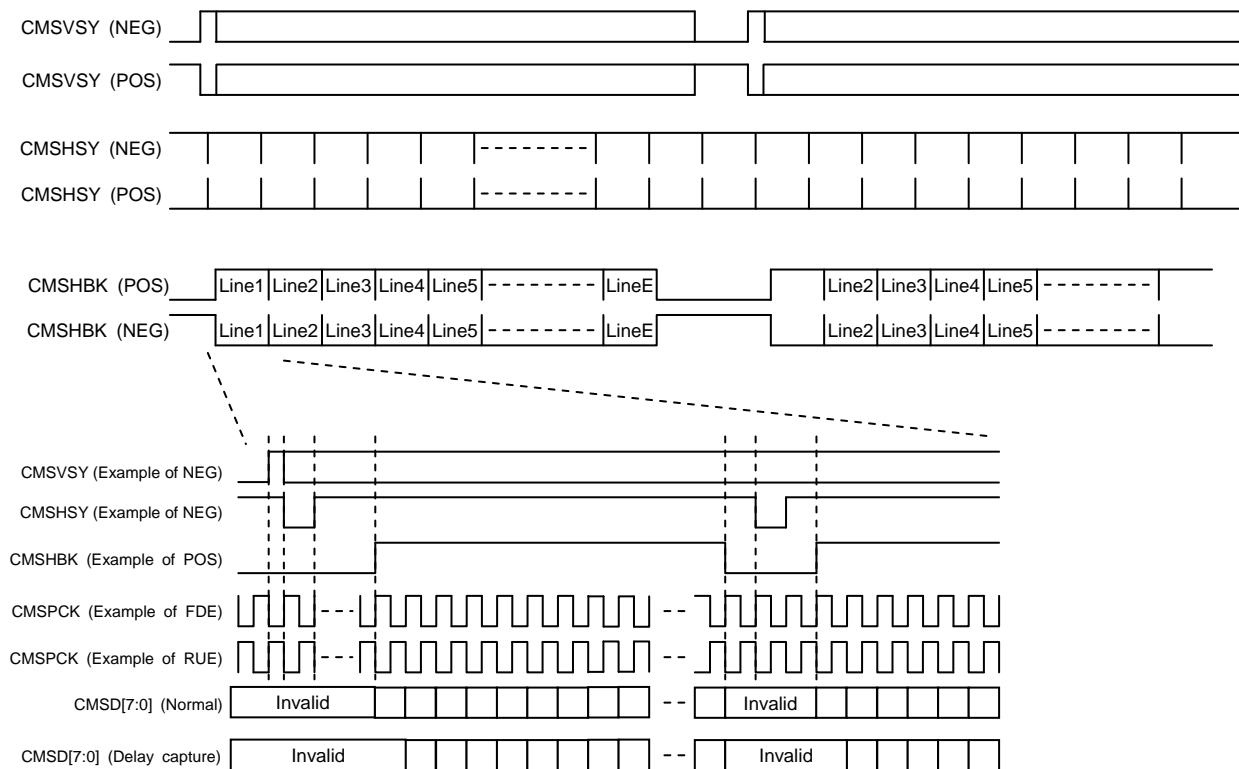 CMSVSY (NEG)
CMSVSY (POS)
CMSHSY (NEG)
CMSHSY (POS)
CMSHBK (POS) Line1 Line2 Line3 Line4 Line5 LineE Line2 Line3 Line4 Line5
CMSHBK (NEG) Line1 Line2 Line3 Line4 Line5 LineE Line2 Line3 Line4 Line5
CMSVSY (Example of NEG)
CMSHSY (Example of NEG)
CMSHBK (Example of POS)
CMSPCK (Example of FDE)
CMSPCK (Example of RUE)
CMSD[7:0] (Normal) Invalid Invalid
CMSD[7:0] (Delay capture) Invalid Invalid